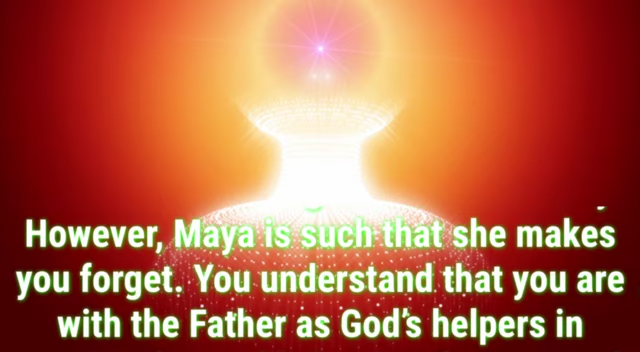 However, Maya is such that she makes
you forget. You understand that you are
with the Father as God's helpers in